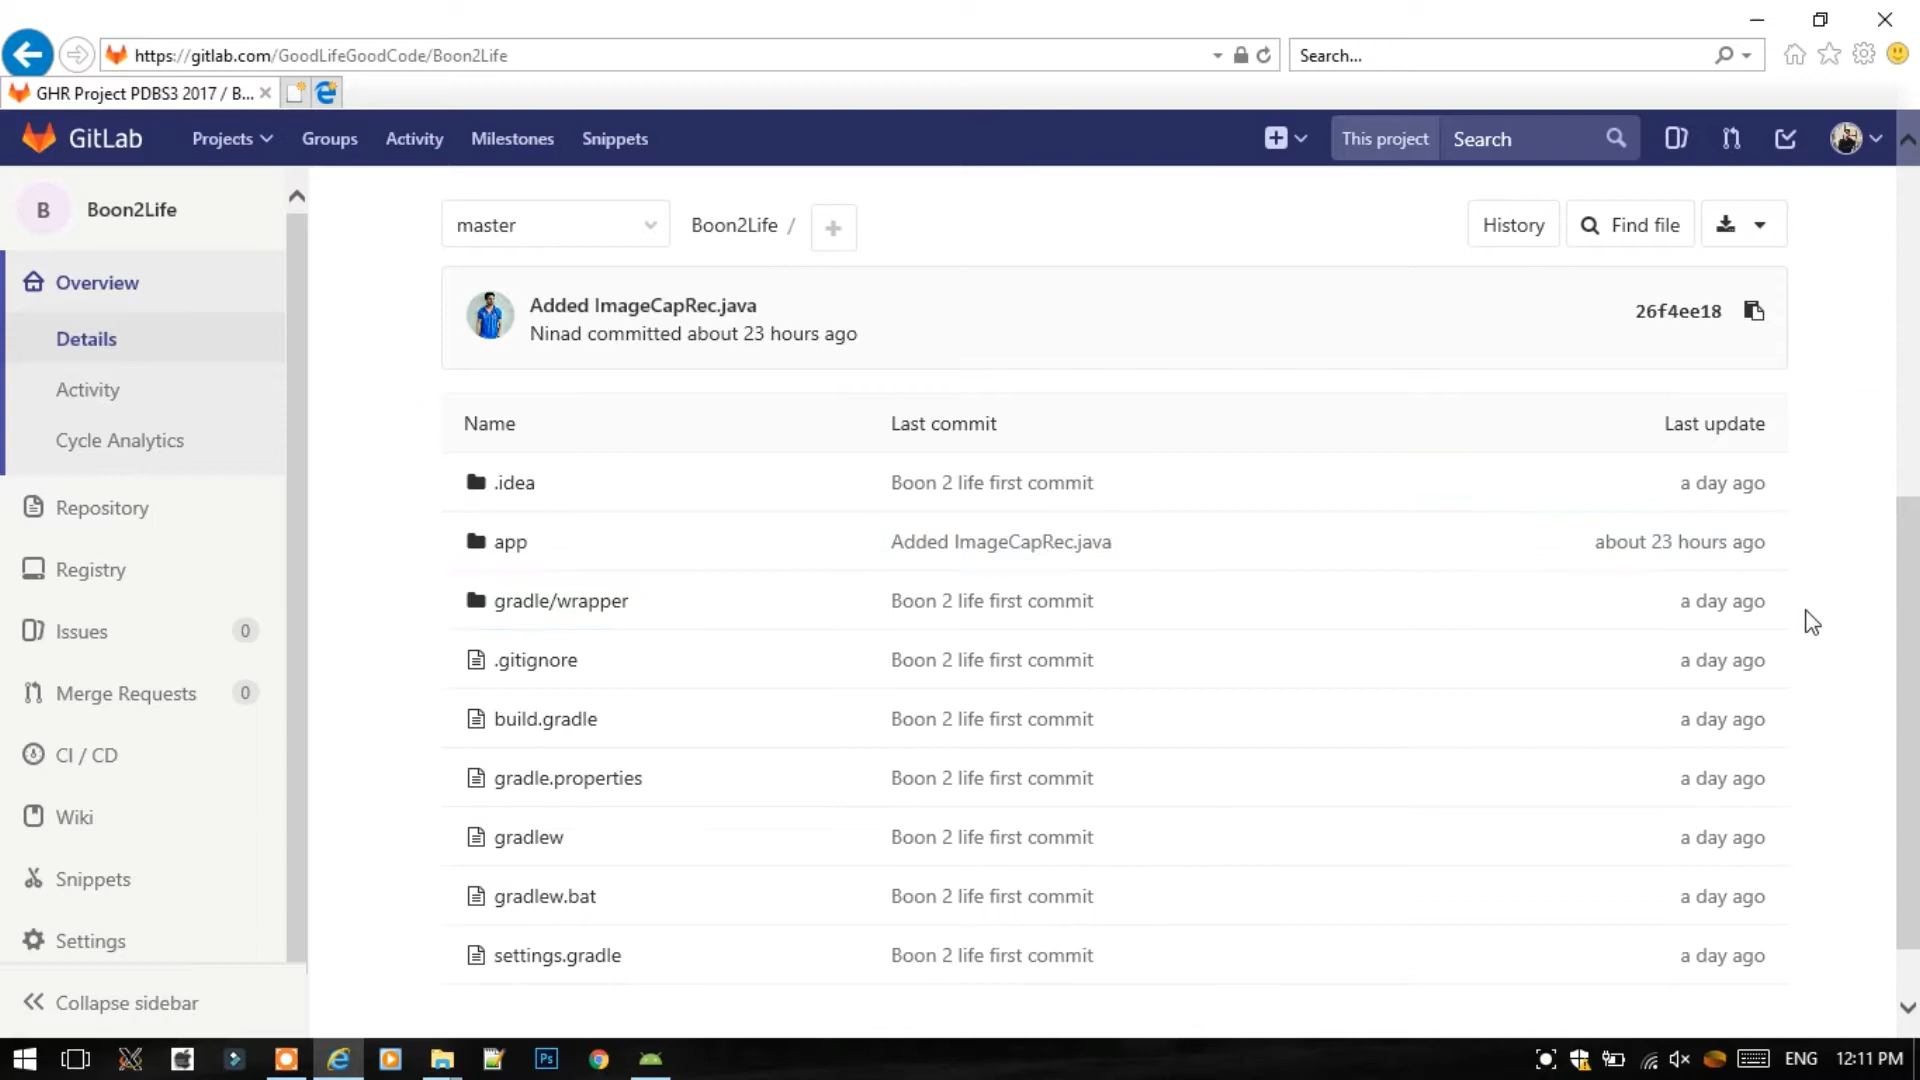 https://gitlab.com/GoodLifeGoodCode/Boon2Life
Search...
GHR Project PDBS3 2017 / B...
GitLab
Projects
Groups
Activity
Milestones
Snippets
This project
Search
B
Boon2Life
Overview
Details
Activity
Cycle Analytics
Repository
Registry
Issues 0
Merge Requests 0
CI / CD
Wiki
Snippets
Settings
Collapse sidebar
master
Boon2Life /
History
Find file
Added ImageCapRec.java
Ninad committed about 23 hours ago
26f4ee18
Name Last commit Last update
.idea Boon 2 life first commit a day ago
app Added ImageCapRec.java about 23 hours ago
gradle/wrapper Boon 2 life first commit a day ago
.gitignore Boon 2 life first commit a day ago
build.gradle Boon 2 life first commit a day ago
gradle.properties Boon 2 life first commit a day ago
gradlew Boon 2 life first commit a day ago
gradlew.bat Boon 2 life first commit a day ago
settings.gradle Boon 2 life first commit a day ago
Ps
ENG 12:11 PM